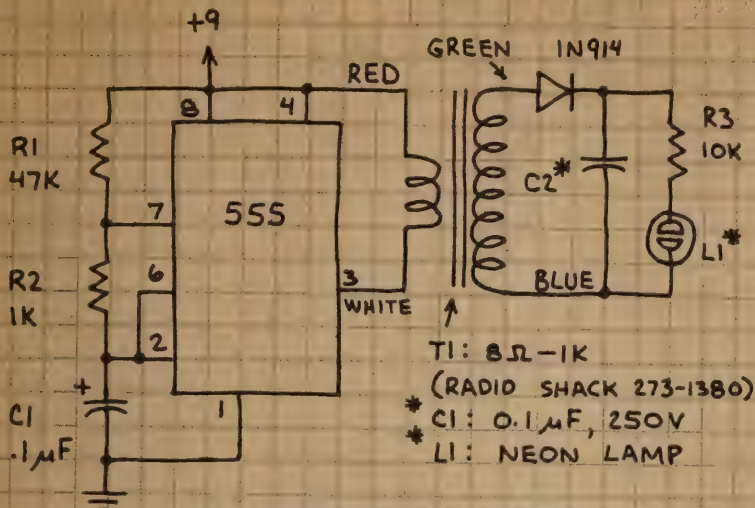 +9
GREEN
1N914
RED
8
4
R1
47K
R3
10K
C2*
555
7
L1*
R2
1K
6
3
BLUE
WHITE
2
T1: 8Ω-1K
(RADIO SHACK 273-1380)
+
1
* C1: 0.1µF, 250V
C1
.1µF
* L1: NEON LAMP